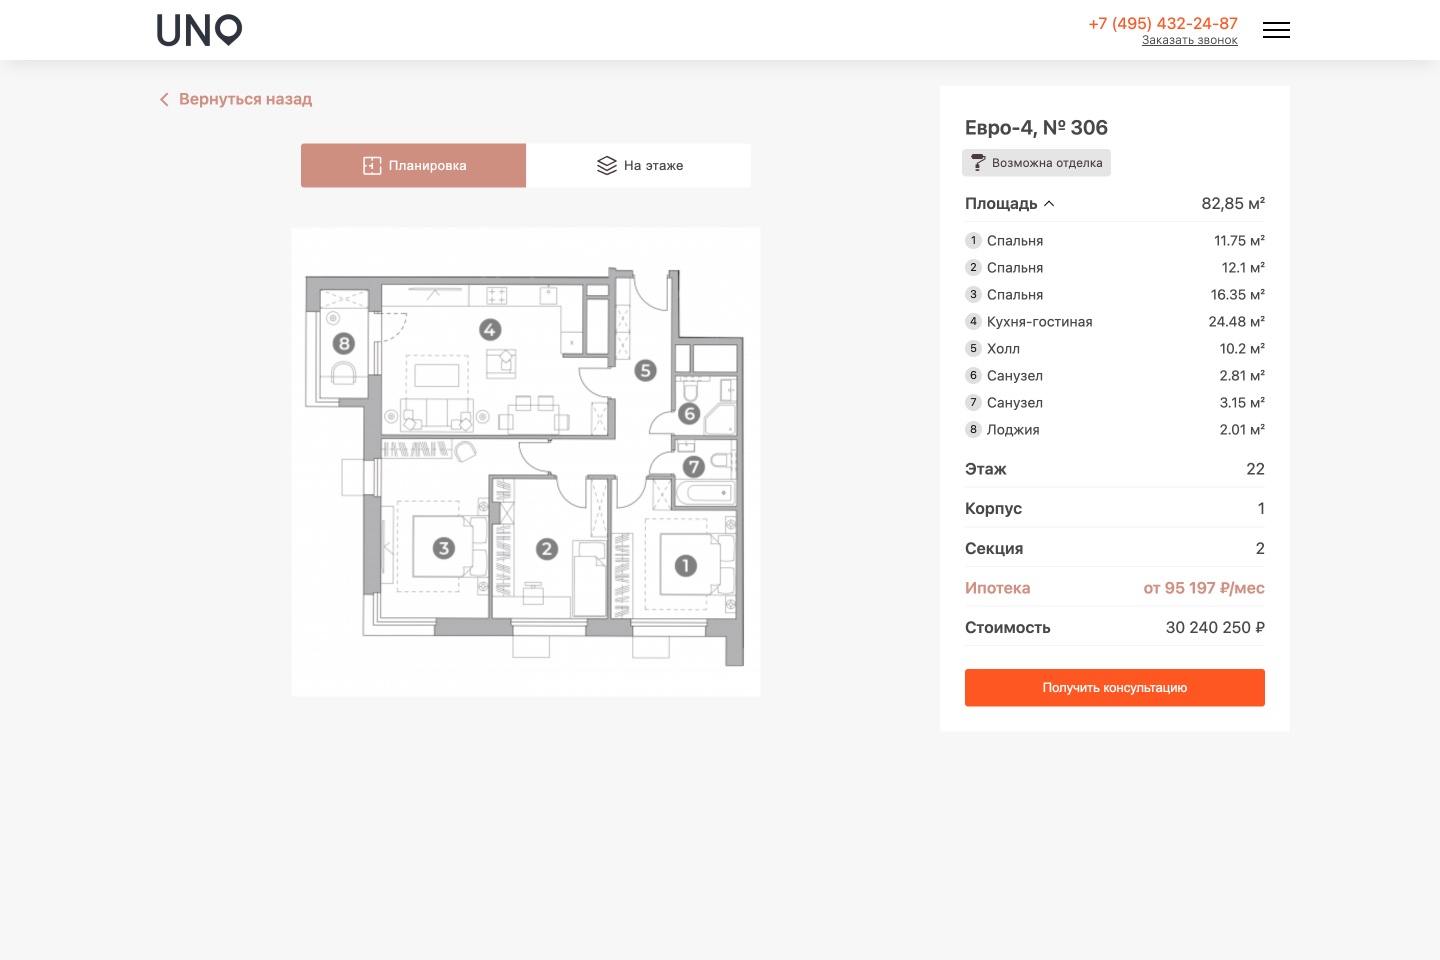 UNO
+7 (495) 432-24-87
Заказать звонок
Вернуться назад
Планировка
На этаже
4
8
5
6
7
3
2
1
Евро-4, № 306
Возможна отделка
Площадь 82,85 м²
1 Спальня 11.75 м²
2 Спальня 12.1 м²
3 Спальня 16.35 м²
4 Кухня-гостиная 24.48 м²
5 Холл 10.2 м²
6 Санузел 2.81 м²
7 Санузел 3.15 м²
8 Лоджия 2.01 м²
Этаж 22
Корпус 1
Секция 2
Ипотека от 95 197 ₽/мес
Стоимость 30 240 250 ₽
Получить консультацию